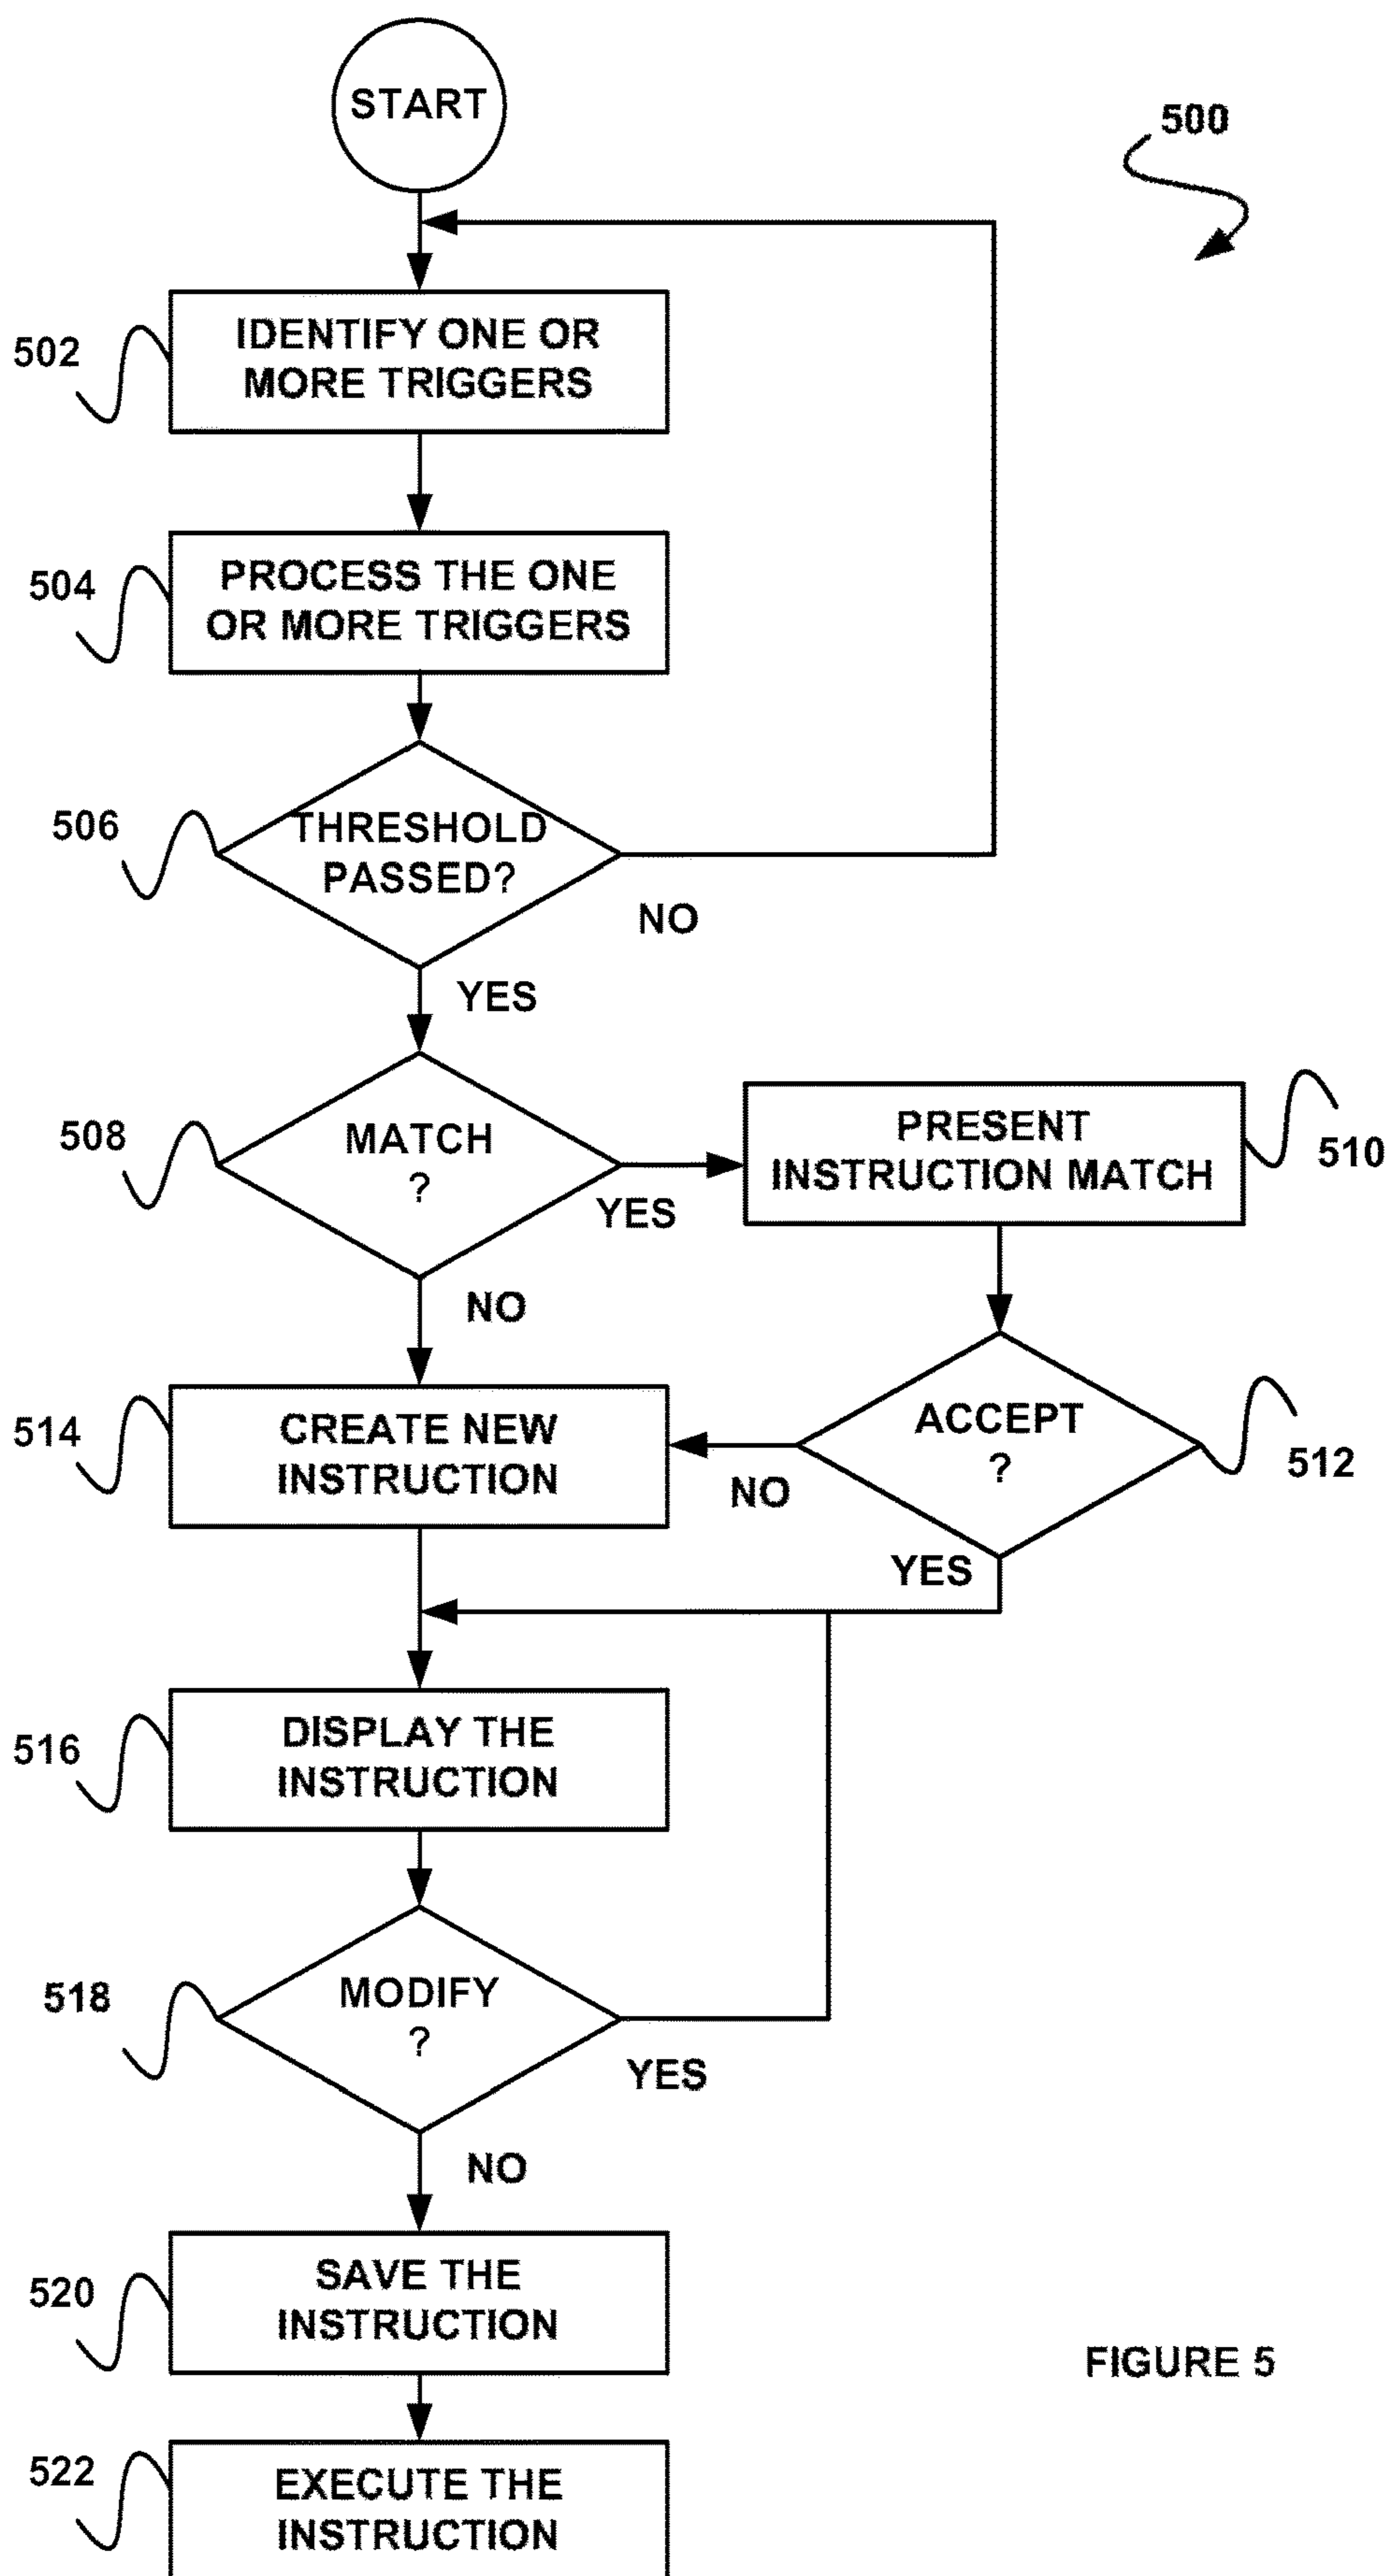 START
500
502
IDENTIFY ONE OR
MORE TRIGGERS
504
PROCESS THE ONE
OR MORE TRIGGERS
506
THRESHOLD
PASSED?
NO
YES
508
MATCH
?
YES
PRESENT
INSTRUCTION MATCH
510
NO
514
CREATE NEW
INSTRUCTION
NO
ACCEPT
?
512
YES
516
DISPLAY THE
INSTRUCTION
518
MODIFY
?
YES
NO
520
SAVE THE
INSTRUCTION
FIGURE 5
522
EXECUTE THE
INSTRUCTION